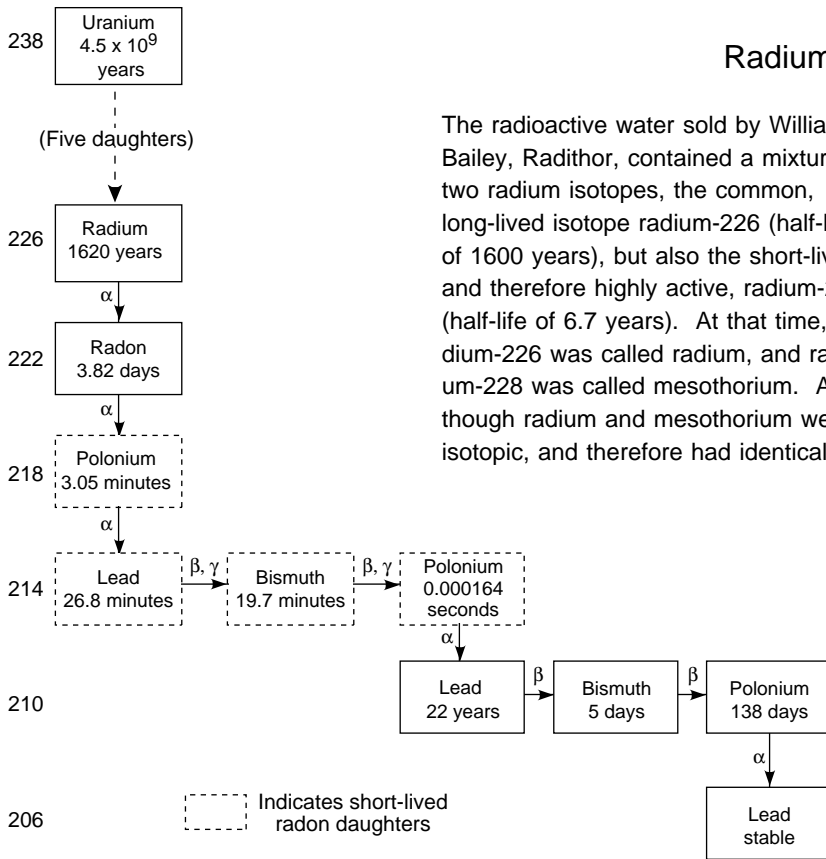 238
Uranium
4.5 x 10⁹
years
(Five daughters)
226
Radium
1620 years
α
222
Radon
3.82 days
α
218
Polonium
3.05 minutes
α
214
Lead
26.8 minutes
β, γ
Bismuth
19.7 minutes
β, γ
Polonium
0.000164
seconds
α
210
Lead
22 years
β
Bismuth
5 days
β
Polonium
138 days
α
206
Lead
stable
Indicates short-lived
radon daughters
Radium
The radioactive water sold by
Bailey, Radithor, contained a
two radium isotopes, the common,
long-lived isotope radium-226
of 1600 years), but also the
and therefore highly active,
(half-life of 6.7 years). At that time,
dium-226 was called radium, and
um-228 was called mesothorium.
though radium and mesothorium
isotopic, and therefore had identical